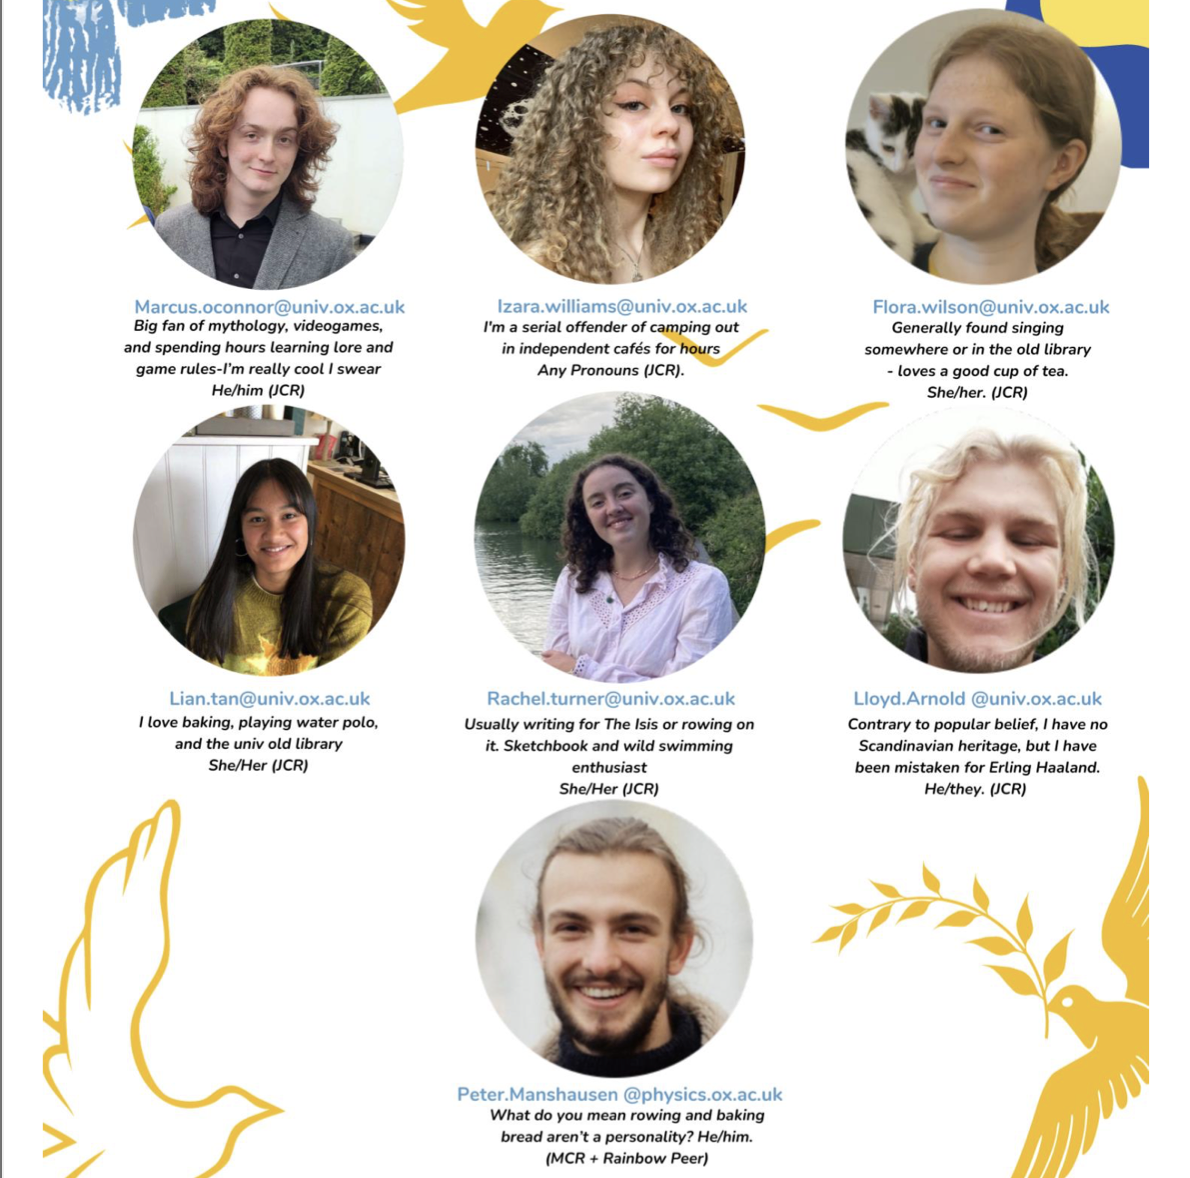 Marcus.oconnor@univ.ox.ac.uk
Big fan of mythology, videogames,
and spending hours learning lore and
game rules-I'm really cool I swear
He/him (JCR)
Izara.williams@univ.ox.ac.uk
I'm a serial offender of camping out
in independent cafés for hours
Any Pronouns (JCR).
Flora.wilson@univ.ox.ac.uk
Generally found singing
somewhere or in the old library
- loves a good cup of tea.
She/her. (JCR)
Lian.tan@univ.ox.ac.uk
I love baking, playing water polo,
and the univ old library
She/Her (JCR)
Rachel.turner@univ.ox.ac.uk
Usually writing for The Isis or rowing on
it. Sketchbook and wild swimming
enthusiast
She/Her (JCR)
Lloyd.Arnold @univ.ox.ac.uk
Contrary to popular belief, I have no
Scandinavian heritage, but I have
been mistaken for Erling Haaland.
He/they. (JCR)
Peter.Manshausen @physics.ox.ac.uk
What do you mean rowing and baking
bread aren't a personality? He/him.
(MCR + Rainbow Peer)